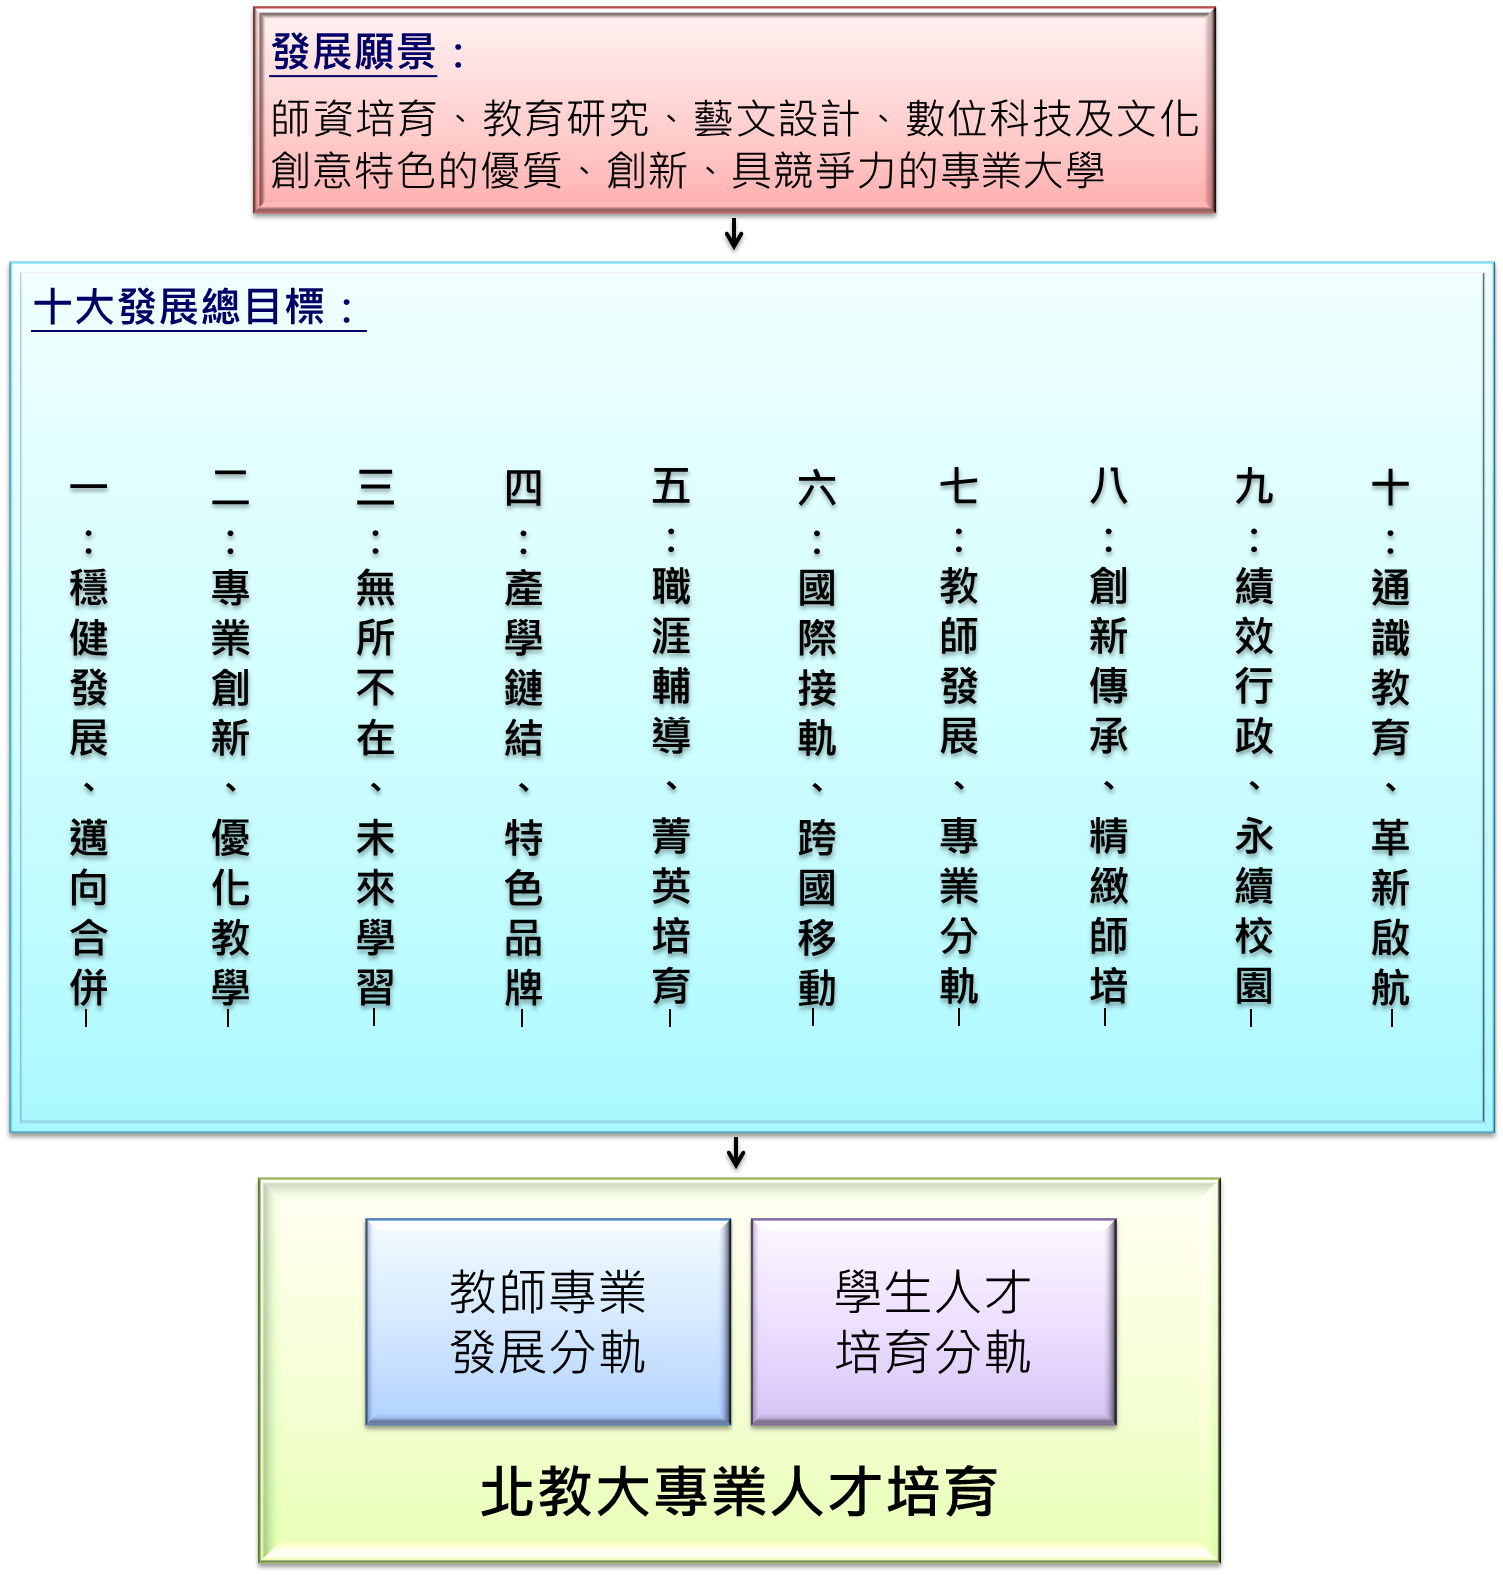 發展願景：
師資培育、教育研究、藝文設計、數位科技及文化
創意特色的優質、創新、具競爭力的專業大學
十大發展總目標：
一：穩健發展、邁向合併
二：專業創新、優化教學
三：無所不在、未來學習
四：產學鏈結、特色品牌
五：職涯輔導、菁英培育
六：國際接軌、跨國移動
七：教師發展、專業分軌
八：創新傳承、精緻師培
九：績效行政、永續校園
十：通識教育、革新啟航
教師專業
發展分軌
學生人才
培育分軌
北教大專業人才培育